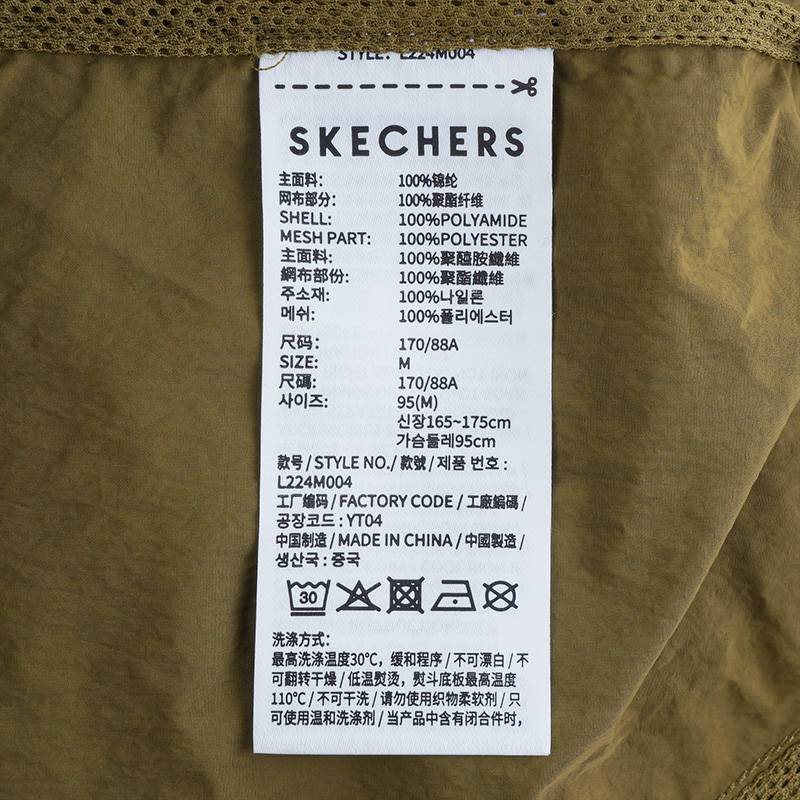 STYLE: L224M004
SKECHERS
主面料: 100%锦纶
网布部分: 100%聚酯纤维
SHELL: 100%POLYAMIDE
MESH PART: 100%POLYESTER
主面料: 100%聚醯胺纖維
網布部份: 100%聚酯纖維
주소재: 100%나일론
메쉬: 100%폴리에스터
尺码: 170/88A
SIZE: M
尺碼: 170/88A
사이즈: 95(M)
신장165~175cm
가슴둘레95cm
款号 / STYLE NO. / 款號 / 제품 번호 :
L224M004
工厂编码 / FACTORY CODE / 工廠編碼 /
공장코드 : YT04
中国制造 / MADE IN CHINA / 中國製造 /
생산국 : 중국
30
洗涤方式:
最高洗涤温度30℃，缓和程序 / 不可漂白 / 不
可翻转干燥 / 低温熨烫，熨斗底板最高温度
110℃ / 不可干洗 / 请勿使用织物柔软剂 / 只
可使用温和洗涤剂 / 当产品中含有闭合件时，